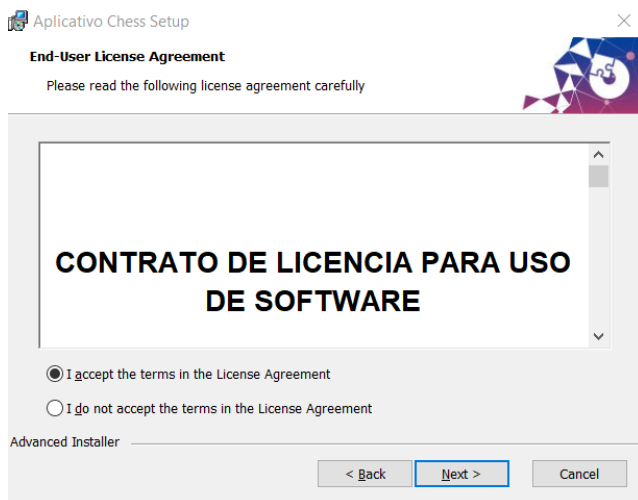 Aplicativo Chess Setup
End-User License Agreement
Please read the following license agreement carefully
CONTRATO DE LICENCIA PARA USO
DE SOFTWARE
I accept the terms in the License Agreement
I do not accept the terms in the License Agreement
Advanced Installer
< Back Next > Cancel